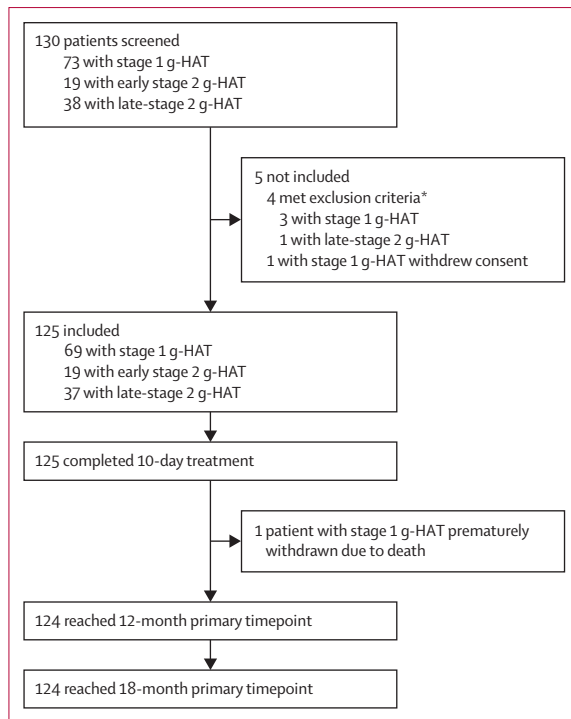 130 patients screened
73 with stage 1 g-HAT
19 with early stage 2 g-HAT
38 with late-stage 2 g-HAT
5 not included
4 met exclusion criteria*
3 with stage 1 g-HAT
1 with late-stage 2 g-HAT
1 with stage 1 g-HAT withdrew consent
125 included
69 with stage 1 g-HAT
19 with early stage 2 g-HAT
37 with late-stage 2 g-HAT
125 completed 10-day treatment
1 patient with stage 1 g-HAT prematurely
withdrawn due to death
124 reached 12-month primary timepoint
124 reached 18-month primary timepoint